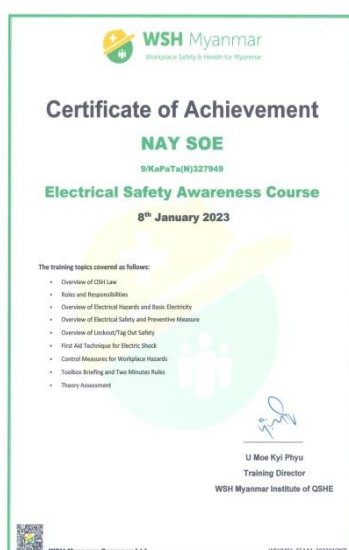 WSH Myanmar
Workplace Safety & Health for Myanmar
Certificate of Achievement
NAY SOE
9/KaPaTa(N)327949
Electrical Safety Awareness Course
8th January 2023
The training topics covered as follows:
• Overview of OSH Law
• Roles and Responsibilities
• Overview of Electrical Hazards and Basic Electricity
• Overview of Electrical Safety and Preventive Measure
• Overview of Lockout/Tag Out Safety
• First Aid Technique for Electric Shock
• Control Measures for Workplace Hazards
• Toolbox Briefing and Two Minutes Rules
• Theory Assessment
U Moe Kyi Phyu
Training Director
WSH Myanmar Institute of QSHE